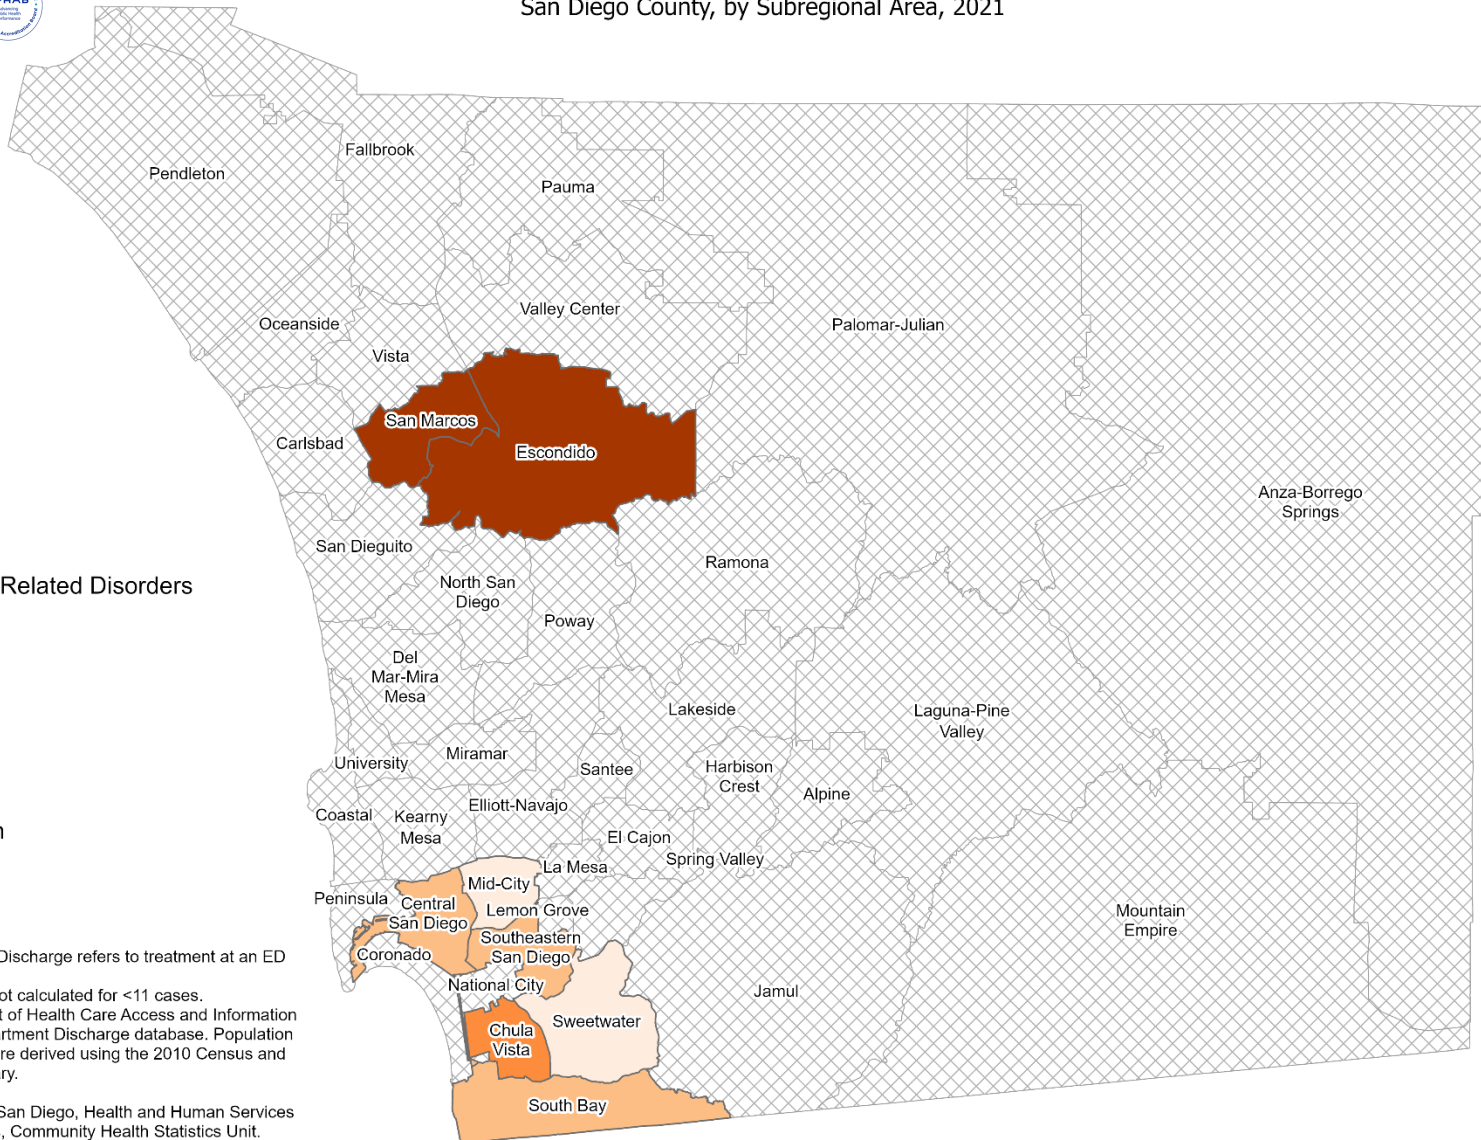 San Diego County, by Subregional Area, 2021
Pendleton
Fallbrook
Pauma
Oceanside
Valley Center
Palomar-Julian
Vista
San Marcos
Carlsbad
Escondido
Anza-Borrego
Springs
San Dieguito
Ramona
North San
Diego
Related Disorders
Poway
Del
Mar-Mira
Mesa
Lakeside
Laguna-Pine
Valley
University
Miramar
Santee
Harbison
Crest
Alpine
Coastal
Kearny
Mesa
Elliott-Navajo
El Cajon
Spring Valley
La Mesa
Mid-City
Peninsula
Central
San Diego
Lemon Grove
Mountain
Empire
Southeastern
San Diego
Coronado
National City
Jamul
Sweetwater
Chula
Vista
South Bay
Discharge refers to treatment at an ED
ot calculated for <11 cases.
t of Health Care Access and Information
artment Discharge database. Population
re derived using the 2010 Census and
ry.
San Diego, Health and Human Services
, Community Health Statistics Unit.